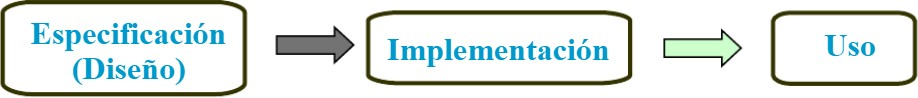 Especificación
(Diseño)
Implementación
Uso